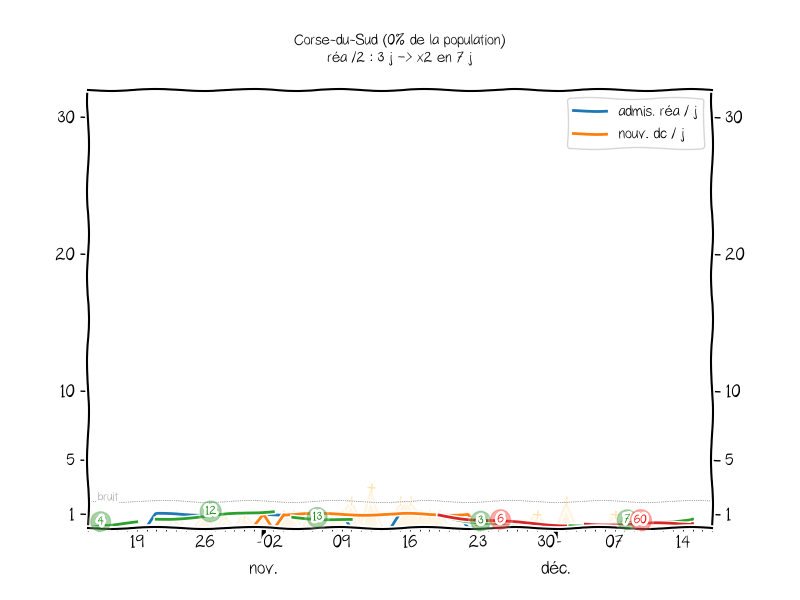 Corse-du-Sud (0% de la population)
réa /2 : 3 j -> x2 en 7 j
admis. réa / j
nouv. dc / j
30 30
20 20
10 10
5 5
bruit
1 1
4 12 13 3 6 7 60
19 26 02 09 16 23 30 07 14
nov. déc.